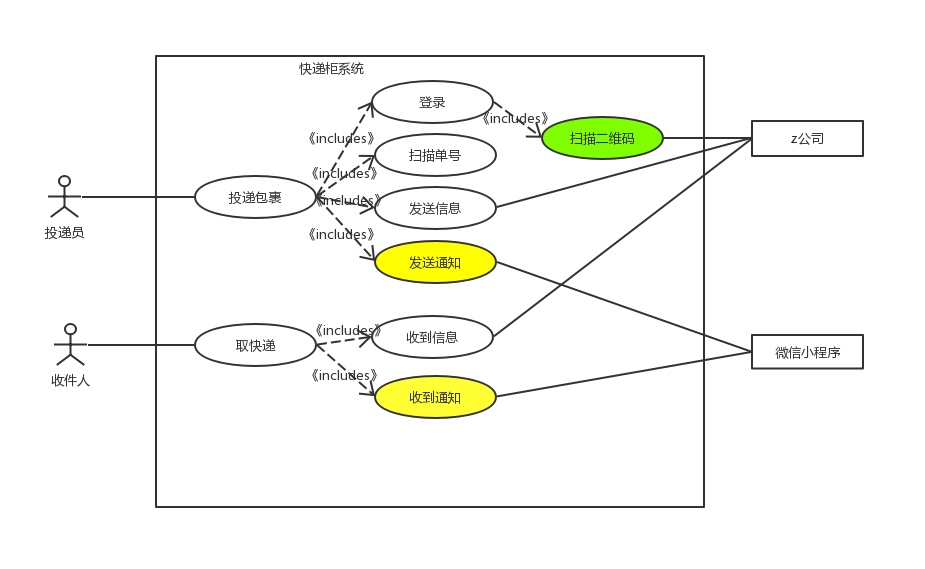 快递柜系统
登录
《includes》
扫描二维码
z公司
《includes》
扫描单号
《includes》
投递包裹
《includes》
发送信息
投递员
《includes》
发送通知
《includes》
收到信息
取快递
微信小程序
收件人
《includes》
收到通知